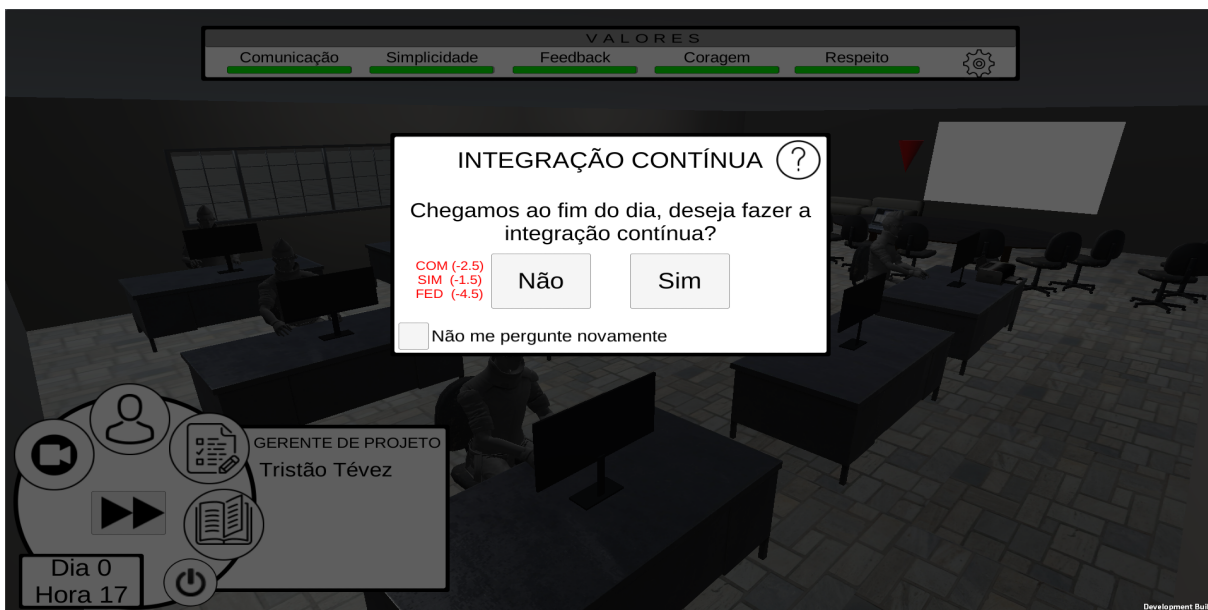 VALORES
Comunicação Simplicidade Feedback Coragem Respeito
INTEGRAÇÃO CONTÍNUA ?
Chegamos ao fim do dia, deseja fazer a
integração contínua?
COM (-2.5)
SIM (-1.5)
FED (-4.5)
Não Sim
Não me pergunte novamente
GERENTE DE PROJETO
Tristão Tévez
Dia 0
Hora 17
Development Buil